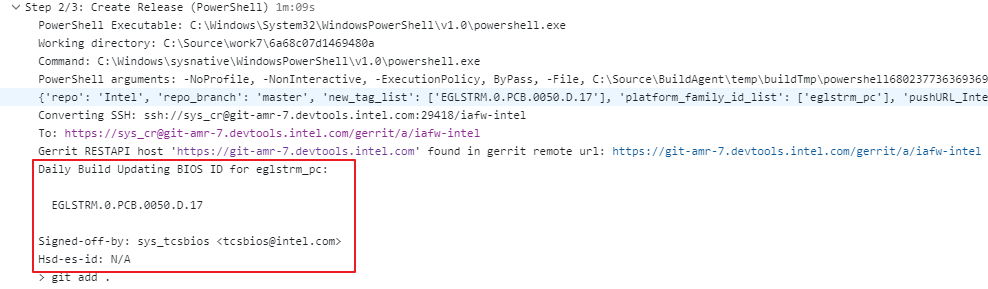 Step 2/3: Create Release (PowerShell) 1m:09s
PowerShell Executable: C:\Windows\System32\WindowsPowerShell\v1.0\powershell.exe
Working directory: C:\Source\work7\6a68c07d1469480a
Command: C:\Windows\sysnative\WindowsPowerShell\v1.0\powershell.exe
PowerShell arguments: -NoProfile, -NonInteractive, -ExecutionPolicy, ByPass, -File, C:\Source\BuildAgent\temp\buildTmp\powershell680237736369369
{'repo': 'Intel', 'repo_branch': 'master', 'new_tag_list': ['EGLSTRM.0.PCB.0050.D.17'], 'platform_family_id_list': ['eglstrm_pc'], 'pushURL_Inte
Converting SSH: ssh://sys_cr@git-amr-7.devtools.intel.com:29418/iafw-intel
To: https://sys_cr@git-amr-7.devtools.intel.com/gerrit/a/iafw-intel
Gerrit RESTAPI host 'https://git-amr-7.devtools.intel.com' found in gerrit remote url: https://git-amr-7.devtools.intel.com/gerrit/a/iafw-intel
Daily Build Updating BIOS ID for eglstrm_pc:
EGLSTRM.0.PCB.0050.D.17
Signed-off-by: sys_tcsbios <tcsbios@intel.com>
Hsd-es-id: N/A
> git add .